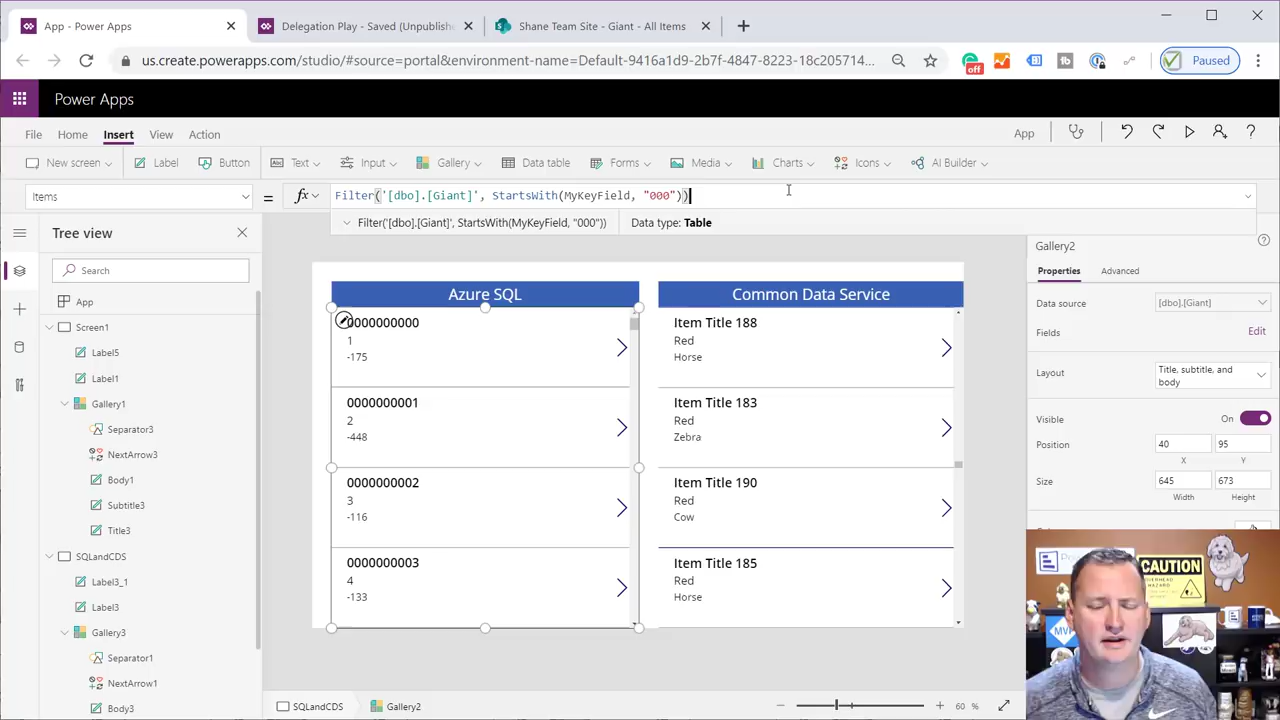 App - Power Apps
Delegation Play - Saved (Unpublishe
Shane Team Site - Giant - All Items
us.create.powerapps.com/studio/#source=portal&environment-name=Default-9416a1d9-2b7f-4847-8223-18c205714...
off
Paused
Power Apps
File
Home
Insert
View
Action
App
New screen
Label
Button
Text
Input
Gallery
Data table
Forms
Media
Charts
Icons
AI Builder
Items
=
fx
Filter('[dbo].[Giant]', StartsWith(MyKeyField, "000"))
Filter('[dbo].[Giant]', StartsWith(MyKeyField, "000"))
Data type: Table
Tree view
Search
App
Screen1
Label5
Label1
Gallery1
Separator3
NextArrow3
Body1
Subtitle3
Title3
SQLandCDS
Label3_1
Label3
Gallery3
Separator1
NextArrow1
Body3
Azure SQL
0000000000
1
-175
0000000001
2
-448
0000000002
3
-116
0000000003
4
-133
Common Data Service
Item Title 188
Red
Horse
Item Title 183
Red
Zebra
Item Title 190
Red
Cow
Item Title 185
Red
Horse
Gallery2
Properties
Advanced
Data source
[dbo].[Giant]
Fields
Edit
Layout
Title, subtitle, and
body
Visible
On
Position
40
95
X
Y
Size
645
673
Width
Height
CAUTION
SQLandCDS
Gallery2
60 %